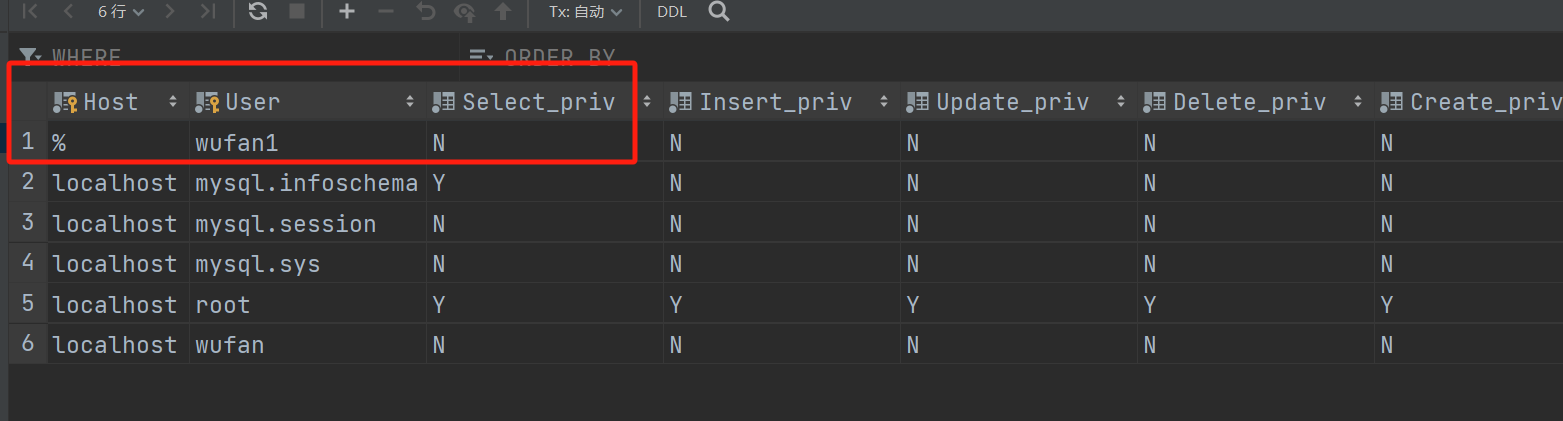 6 行 Tx: 自动 DDL
WHERE ORDER BY
Host User Select_priv Insert_priv Update_priv Delete_priv Create_priv
1 % wufan1 N N N N N
2 localhost mysql.infoschema Y N N N N
3 localhost mysql.session N N N N N
4 localhost mysql.sys N N N N N
5 localhost root Y Y Y Y Y
6 localhost wufan N N N N N